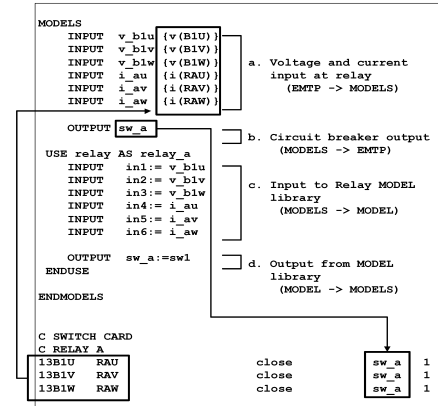 MODELS
INPUT v_b1u {v(B1U)}
INPUT v_b1v {v(B1V)}
INPUT v_b1w {v(B1W)}
INPUT i_au {i(RAU)}
INPUT i_av {i(RAV)}
INPUT i_aw {i(RAW)}
a. Voltage and current
input at relay
(EMTP -> MODELS)
OUTPUT sw_a
b. Circuit breaker output
(MODELS -> EMTP)
USE relay AS relay_a
INPUT in1:= v_b1u
INPUT in2:= v_b1v
INPUT in3:= v_b1w
INPUT in4:= i_au
INPUT in5:= i_av
INPUT in6:= i_aw
c. Input to Relay MODEL
library
(MODELS -> MODEL)
OUTPUT sw_a:=sw1
ENDUSE
d. Output from MODEL
library
(MODEL -> MODELS)
ENDMODELS
C SWITCH CARD
C RELAY A
13B1U RAU close sw_a 1
13B1V RAV close sw_a 1
13B1W RAW close sw_a 1